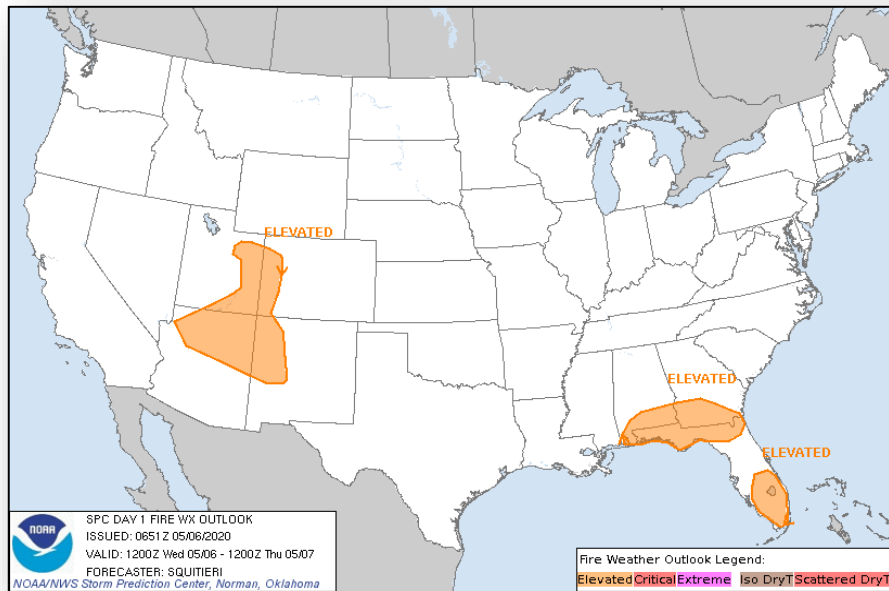 ELEVATED
ELEVATED
ELEVATED
NOAA
SPC DAY 1 FIRE WX OUTLOOK
ISSUED: 0651Z 05/06/2020
VALID: 1200Z Wed 05/06 - 1200Z Thu 05/07
FORECASTER: SQUITIERI
NOAA/NWS Storm Prediction Center, Norman, Oklahoma
Fire Weather Outlook Legend:
Elevated Critical Extreme Iso DryT Scattered DryT